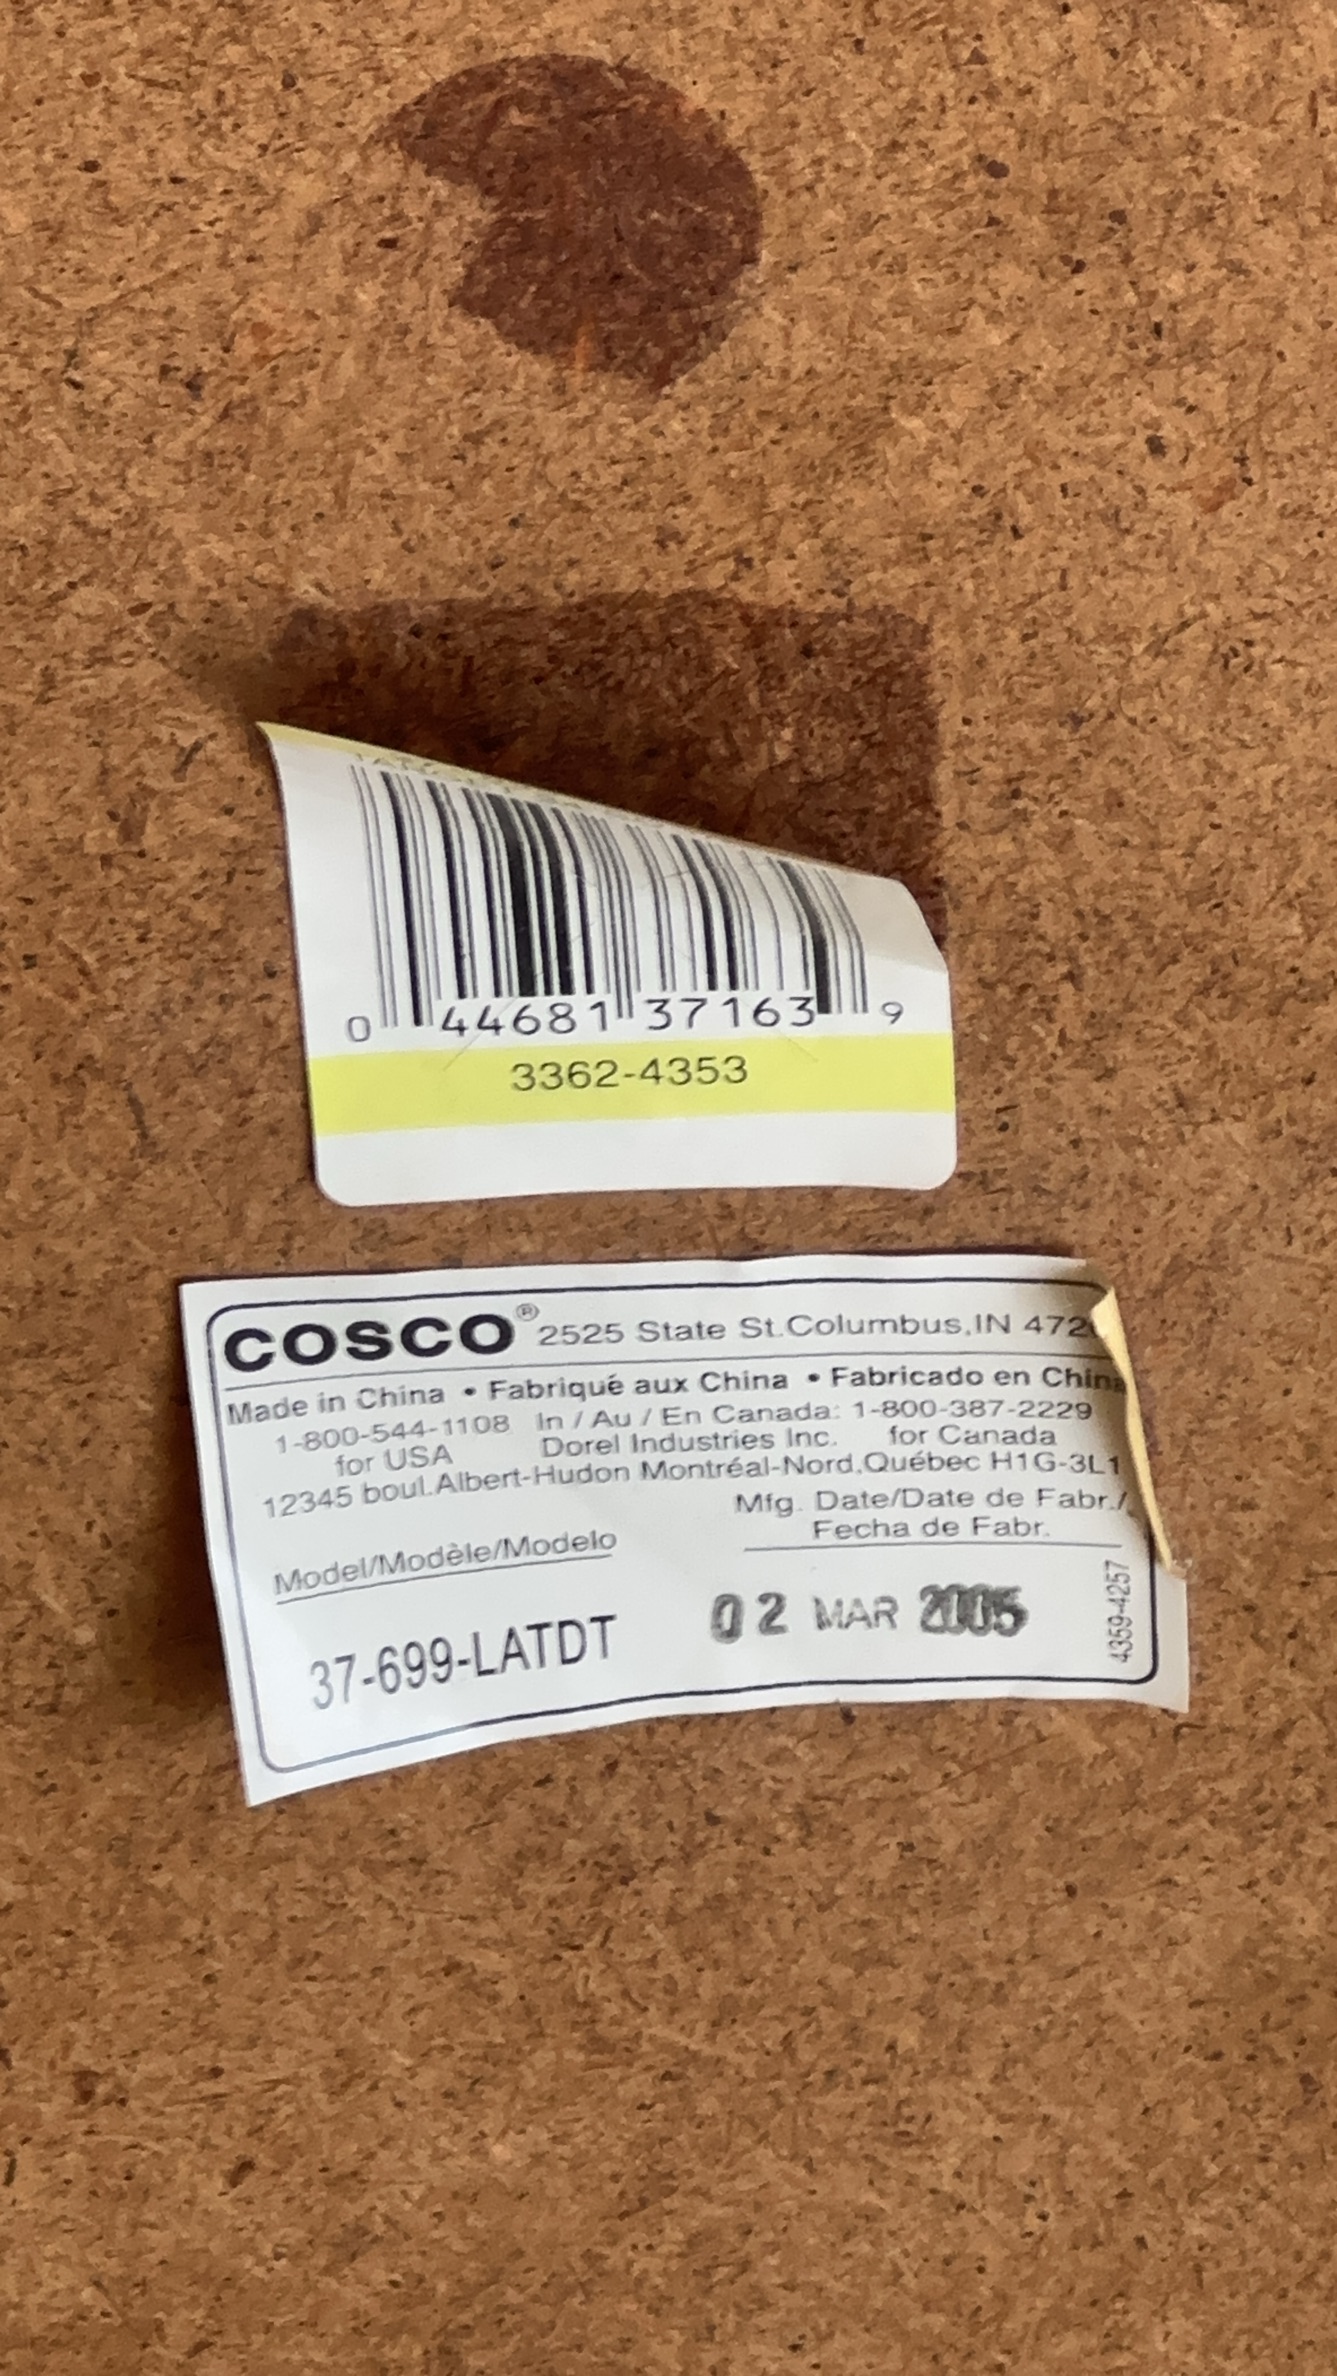 0 44681 37163 9
3362-4353
COSCO® 2525 State St.Columbus,IN
Made in China • Fabriqué aux China • Fabricado en China
1-800-544-1108 In / Au / En Canada: 1-800-387-2229
for USA Dorel Industries Inc. for Canada
12345 boul.Albert-Hudon Montréal-Nord,Québec H1G-3L1
Mfg. Date/Date de Fabr./
Fecha de Fabr.
Model/Modèle/Modelo
02 MAR 2005
37-699-LATDT
4359-4257